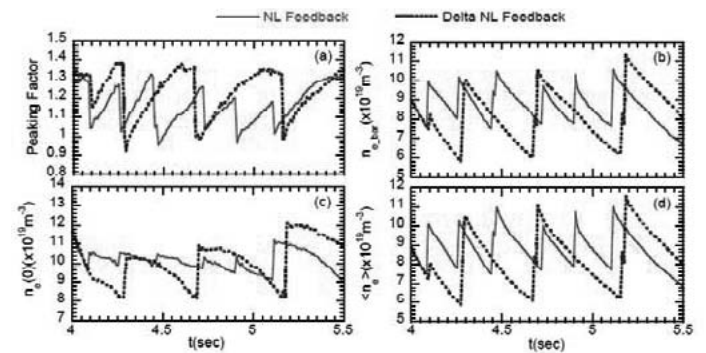 NL Feedback Delta NL Feedback
Peaking Factor
1.5
1.4
1.3
1.2
1.1
1
0.9
0.8
(a)
n_e_bar(x10^19m^-3)
12
11
10
9
8
7
6
5
(b)
n_e(0)(x10^19m^-3)
14
13
12
11
10
9
8
7
(c)
4 4.5 5 5.5
t(sec)
<n_e>(x10^19m^-3)
12
11
10
9
8
7
6
5
(d)
4 4.5 5 5.5
t(sec)